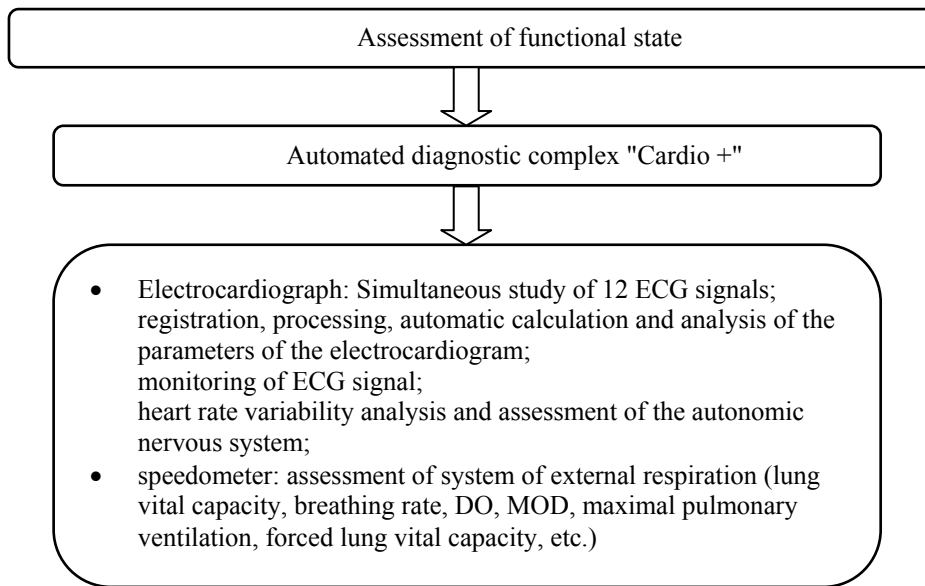 Assessment of functional state
Automated diagnostic complex "Cardio +"
• Electrocardiograph: Simultaneous study of 12 ECG signals;
registration, processing, automatic calculation and analysis of the
parameters of the electrocardiogram;
monitoring of ECG signal;
heart rate variability analysis and assessment of the autonomic
nervous system;
• speedometer: assessment of system of external respiration (lung
vital capacity, breathing rate, DO, MOD, maximal pulmonary
ventilation, forced lung vital capacity, etc.)